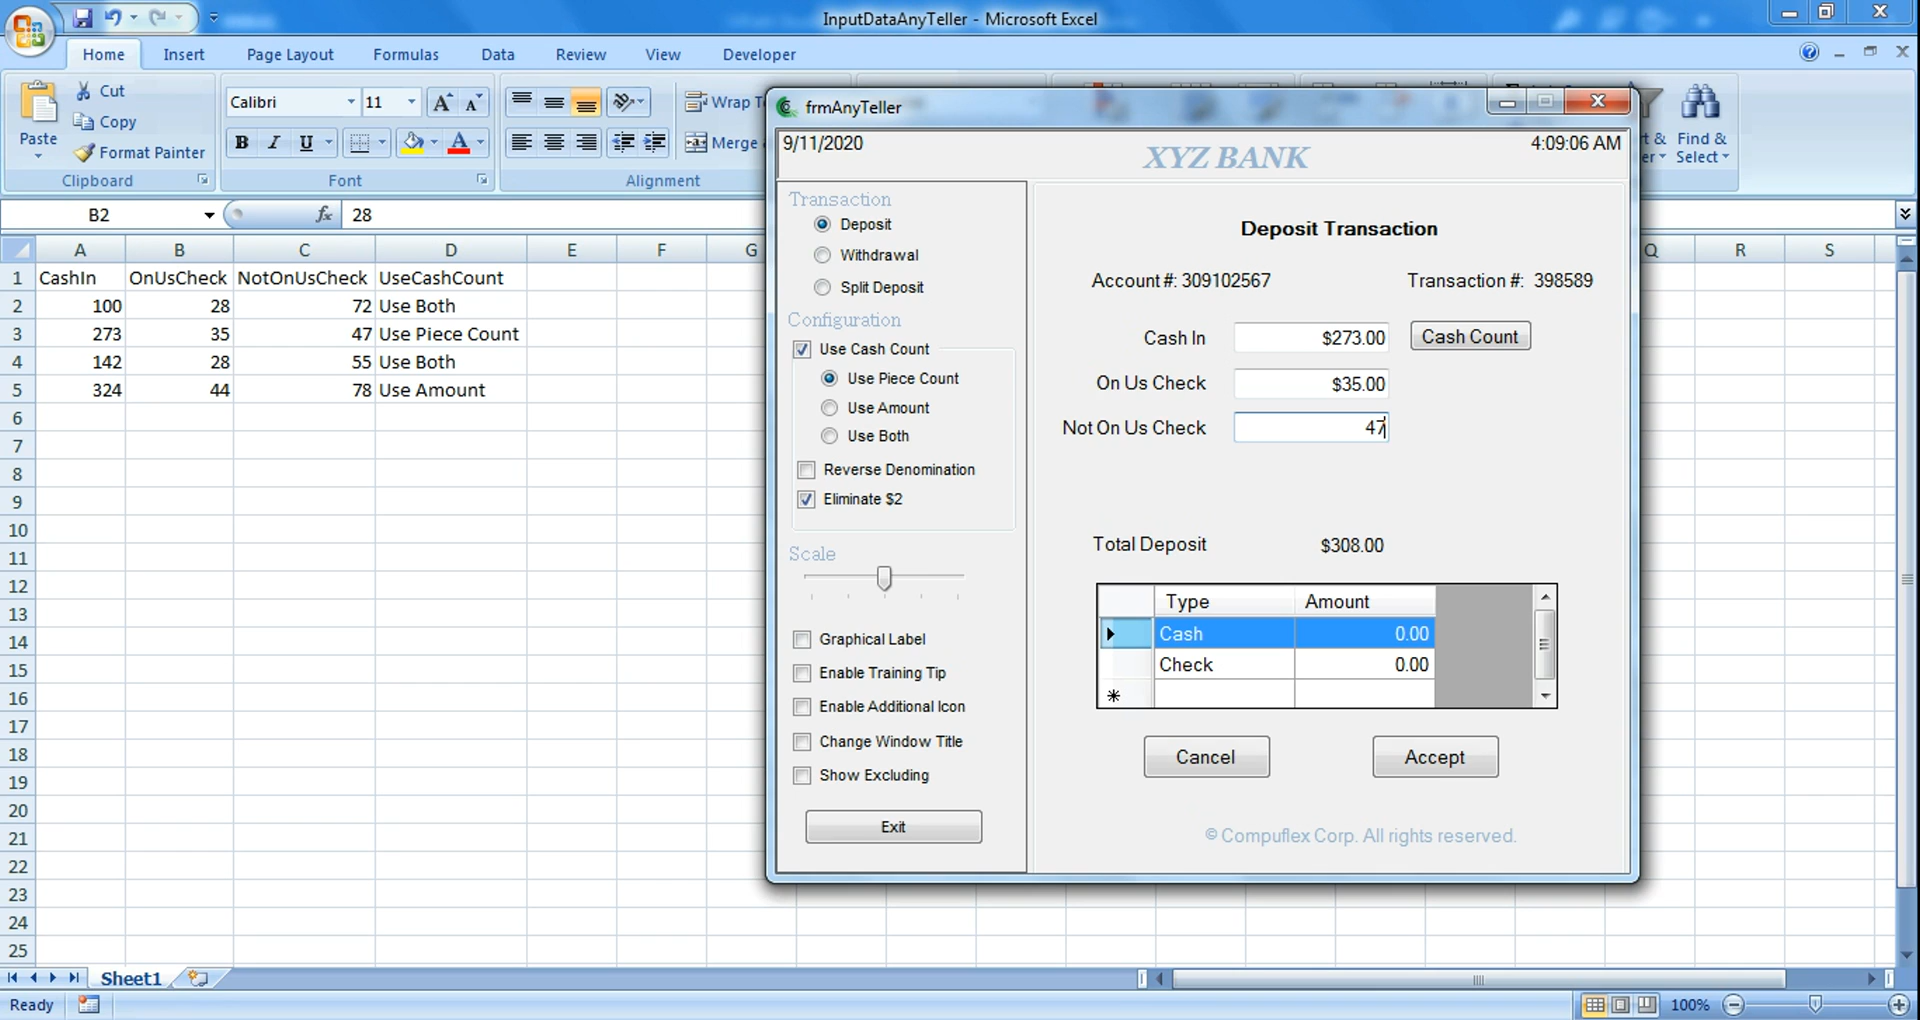 InputDataAnyTeller - Microsoft Excel
Home Insert Page Layout Formulas Data Review View Developer
Paste
Cut
Copy
Format Painter
Clipboard
Calibri 11
B I U
Font
Wrap
Merge
Alignment
Find &
Select
B2 fx 28
A B C D E F G Q R S
1 CashIn OnUsCheck NotOnUsCheck UseCashCount
2 100 28 72 Use Both
3 273 35 47 Use Piece Count
4 142 28 55 Use Both
5 324 44 78 Use Amount
6
7
8
9
10
11
12
13
14
15
16
17
18
19
20
21
22
23
24
25
frmAnyTeller
9/11/2020 XYZ BANK 4:09:06 AM
Transaction
Deposit
Withdrawal
Split Deposit
Configuration
Use Cash Count
Use Piece Count
Use Amount
Use Both
Reverse Denomination
Eliminate $2
Scale
Graphical Label
Enable Training Tip
Enable Additional Icon
Change Window Title
Show Excluding
Exit
Deposit Transaction
Account #: 309102567 Transaction #: 398589
Cash In $273.00 Cash Count
On Us Check $35.00
Not On Us Check 47
Total Deposit $308.00
Type Amount
Cash 0.00
Check 0.00
Cancel Accept
© Compuflex Corp. All rights reserved.
Sheet1
Ready 100%